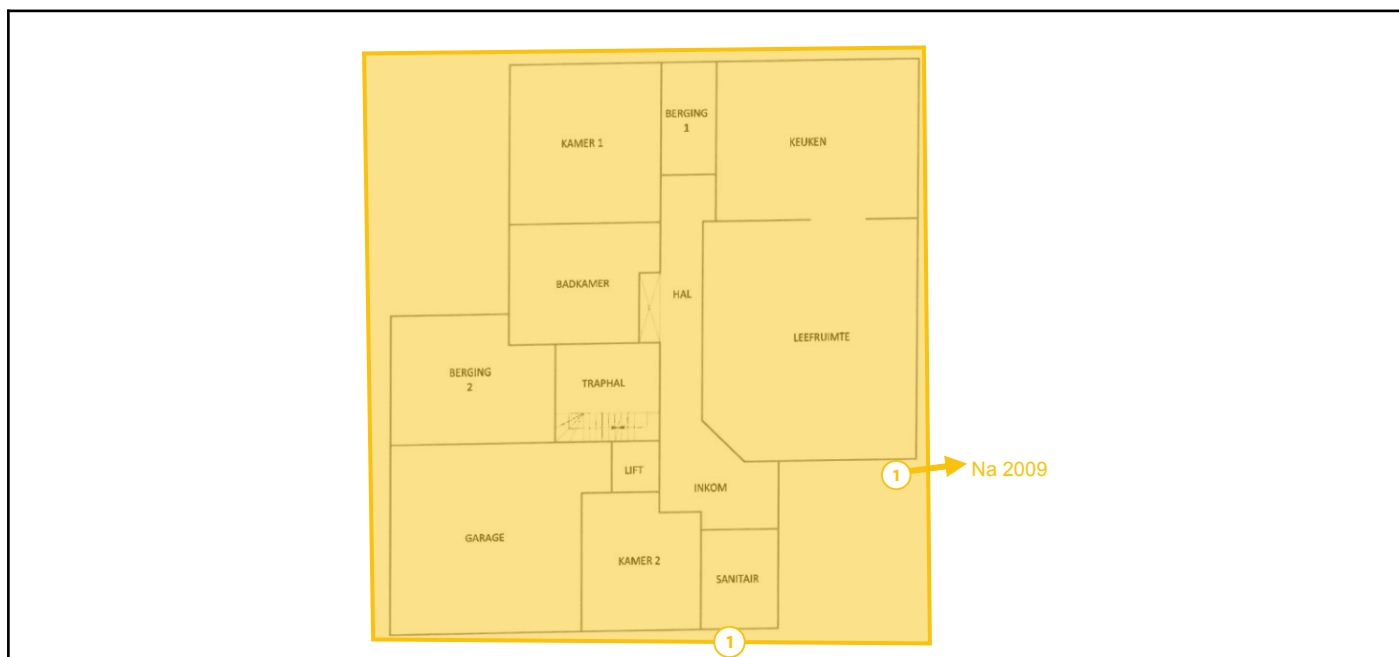 BERGING
1
KAMER 1
KEUKEN
BADKAMER
HAL
LEEFRUIMTE
BERGING
2
TRAPHAL
LIFT
INKOM
1
Na 2009
GARAGE
KAMER 2
SANITAIR
1